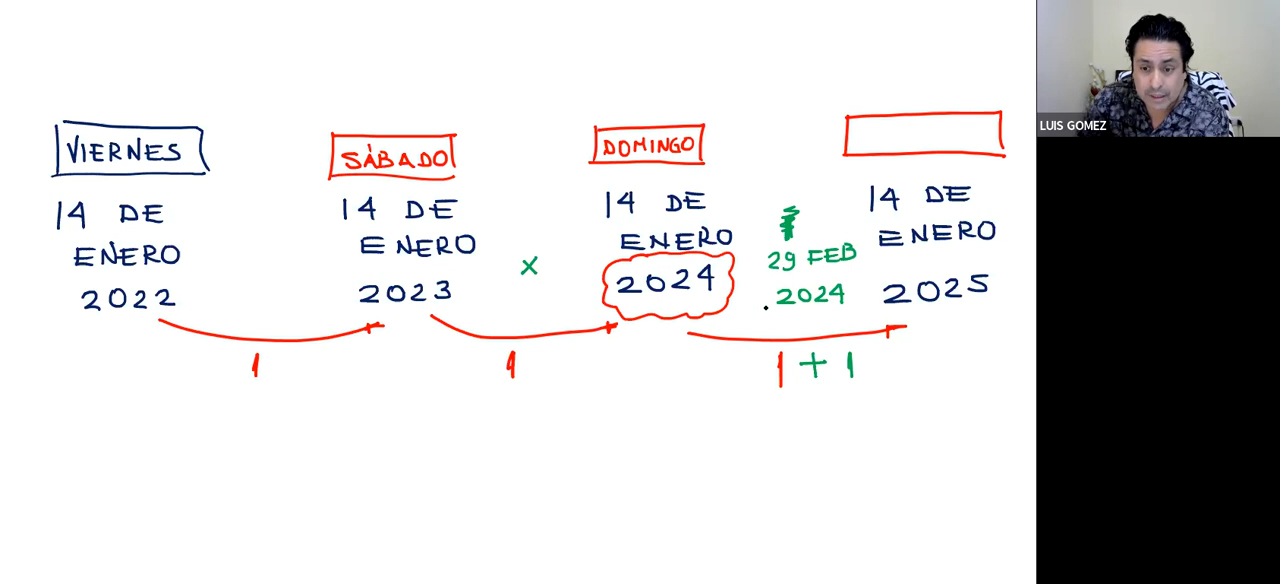 VIERNES
14 DE
ENERO
2022
SÁBADO
14 DE
ENERO
2023
x
DOMINGO
14 DE
ENERO
2024
29 FEB
2024
14 DE
ENERO
2025
1
1
1 + 1
LUIS GOMEZ